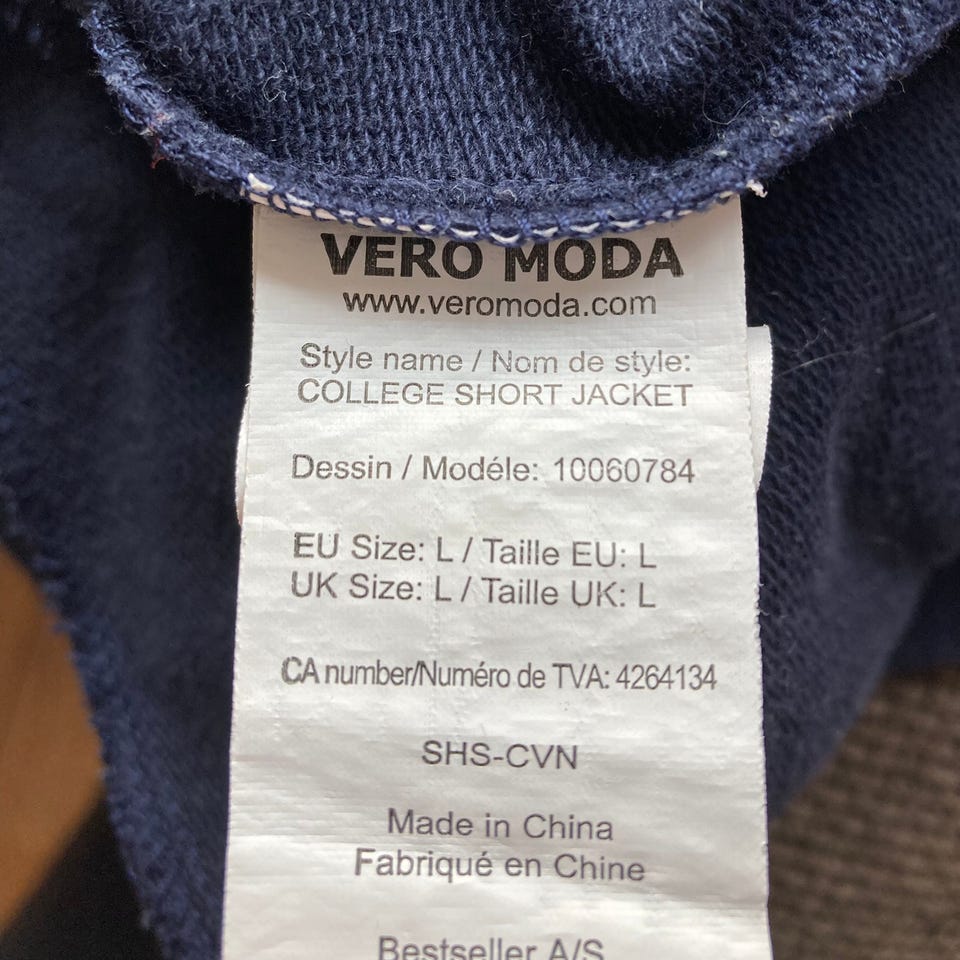 VERO MODA
www.veromoda.com
Style name / Nom de style:
COLLEGE SHORT JACKET
Dessin / Modéle: 10060784
EU Size: L / Taille EU: L
UK Size: L / Taille UK: L
CA number/Numéro de TVA: 4264134
SHS-CVN
Made in China
Fabriqué en Chine
Bestseller A/S